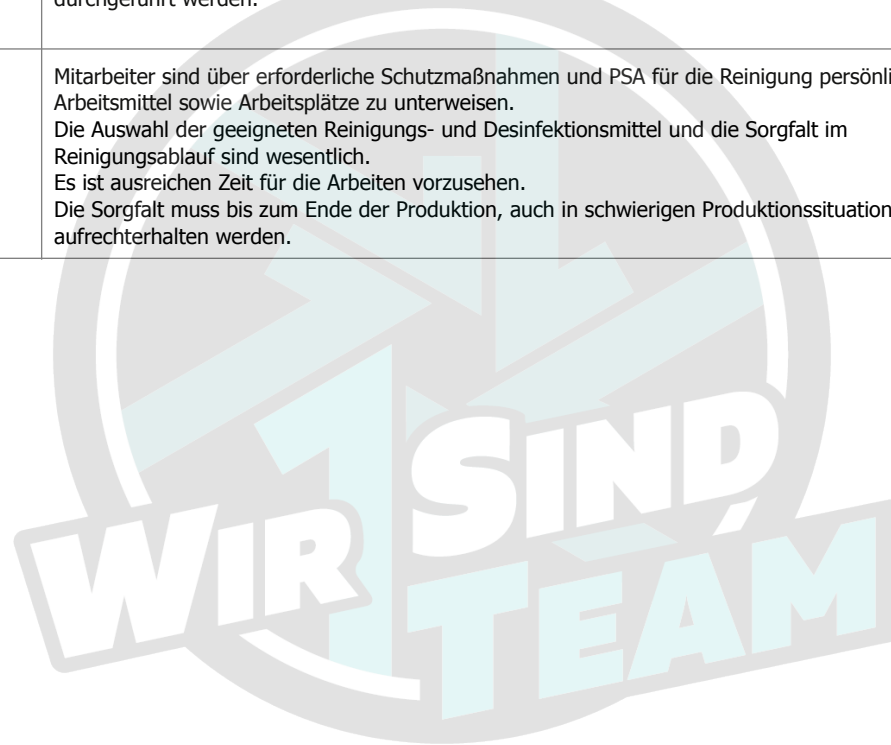 durchgeführt werden.
Mitarbeiter sind über erforderliche Schutzmaßnahmen und PSA für die Reinigung persönli
Arbeitsmittel sowie Arbeitsplätze zu unterweisen.
Die Auswahl der geeigneten Reinigungs- und Desinfektionsmittel und die Sorgfalt im
Reinigungsablauf sind wesentlich.
Es ist ausreichen Zeit für die Arbeiten vorzusehen.
Die Sorgfalt muss bis zum Ende der Produktion, auch in schwierigen Produktionssituation
aufrechterhalten werden.
WIR SIND
1 TEAM